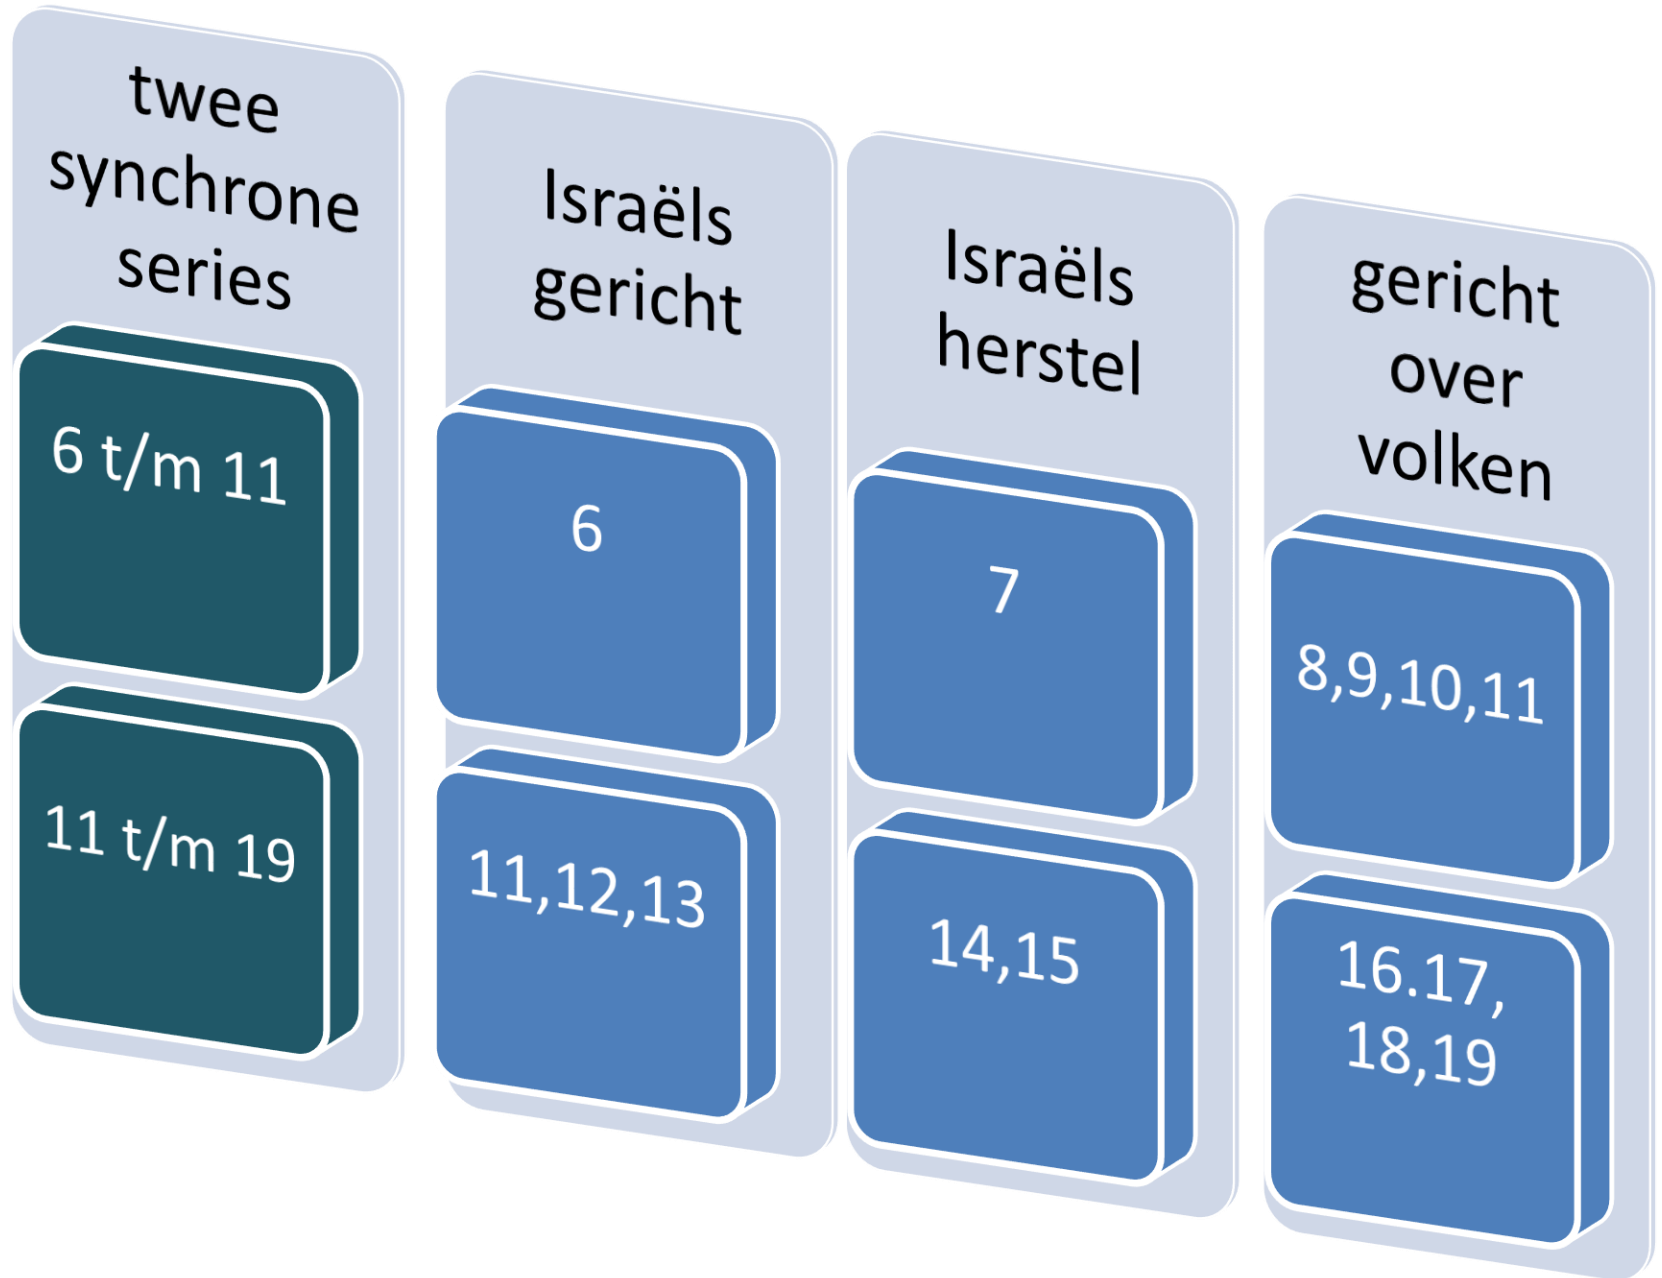 twee
synchrone
series
6 t/m 11
11 t/m 19
Israëls
gericht
6
11,12,13
Israëls
herstel
7
14,15
gericht
over
volken
8,9,10,11
16.17,
18,19